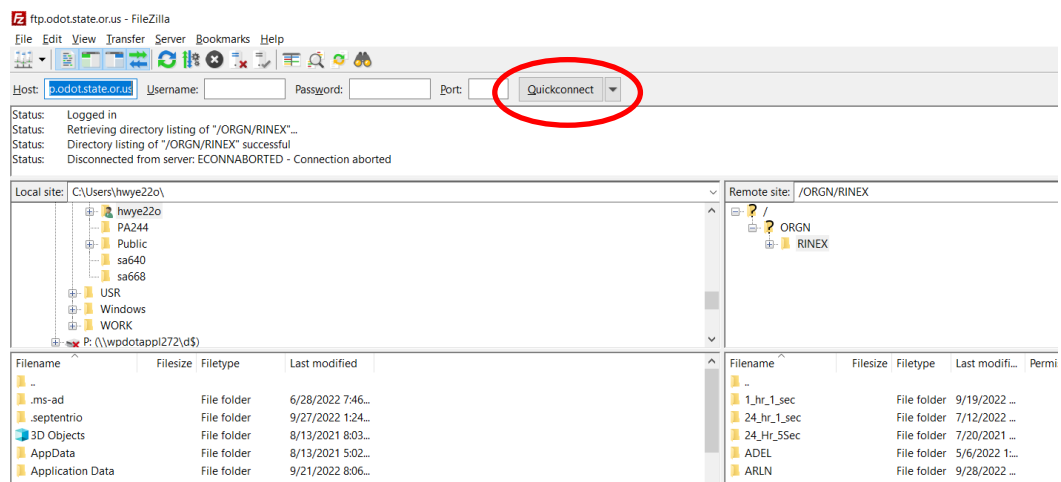 ftp.odot.state.or.us - FileZilla
File Edit View Transfer Server Bookmarks Help
Host: p.odot.state.or.us Username: Password: Port: Quickconnect
Status: Logged in
Status: Retrieving directory listing of "/ORGN/RINEX"...
Status: Directory listing of "/ORGN/RINEX" successful
Status: Disconnected from server: ECONNABORTED - Connection aborted
Local site: C:\Users\hwye22o\
hwye22o
PA244
Public
sa640
sa668
USR
Windows
WORK
P: (\\wpdotappl272\d$)
Remote site: /ORGN/RINEX
/
ORGN
RINEX
Filename Filesize Filetype Last modified
..
.ms-ad File folder 6/28/2022 7:46...
.septentrio File folder 9/27/2022 1:24...
3D Objects File folder 8/13/2021 8:03...
AppData File folder 8/13/2021 5:02...
Application Data File folder 9/21/2022 8:06...
Filename Filesize Filetype Last modifi... Permi
..
1_hr_1_sec File folder 9/19/2022 ...
24_hr_1_sec File folder 7/12/2022 ...
24_Hr_5Sec File folder 7/20/2021 ...
ADEL File folder 5/6/2022 1:...
ARLN File folder 9/28/2022 ...